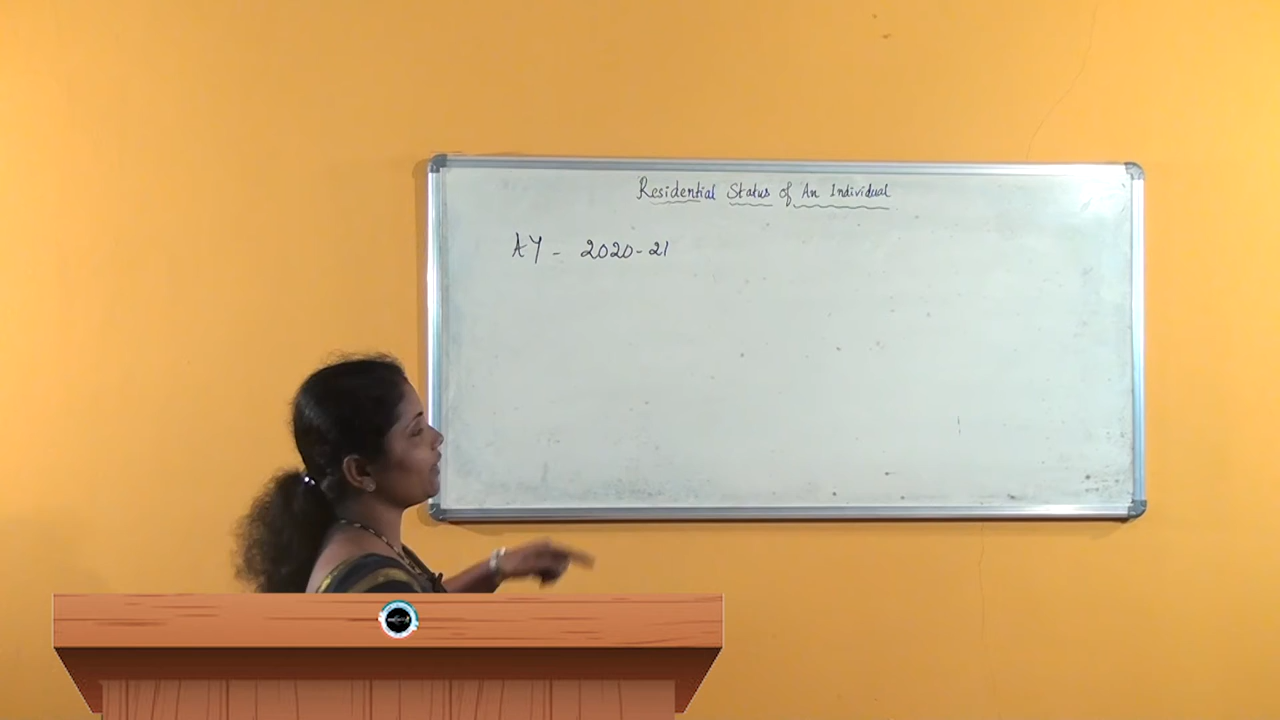 Residential Status of An Individual
AY - 2020-21